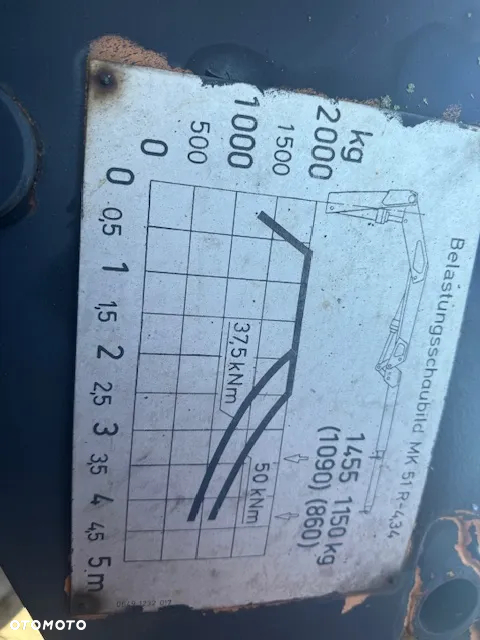 Belastungsschaubild MK 51 R-4,34
kg
2000
1500
1000
500
0
0 0,5 1 1,5 2 2,5 3 3,5 4 4,5 5 m
37,5 kNm
50 kNm
1455 1150 kg
(1090) (860)
OTOMOTO